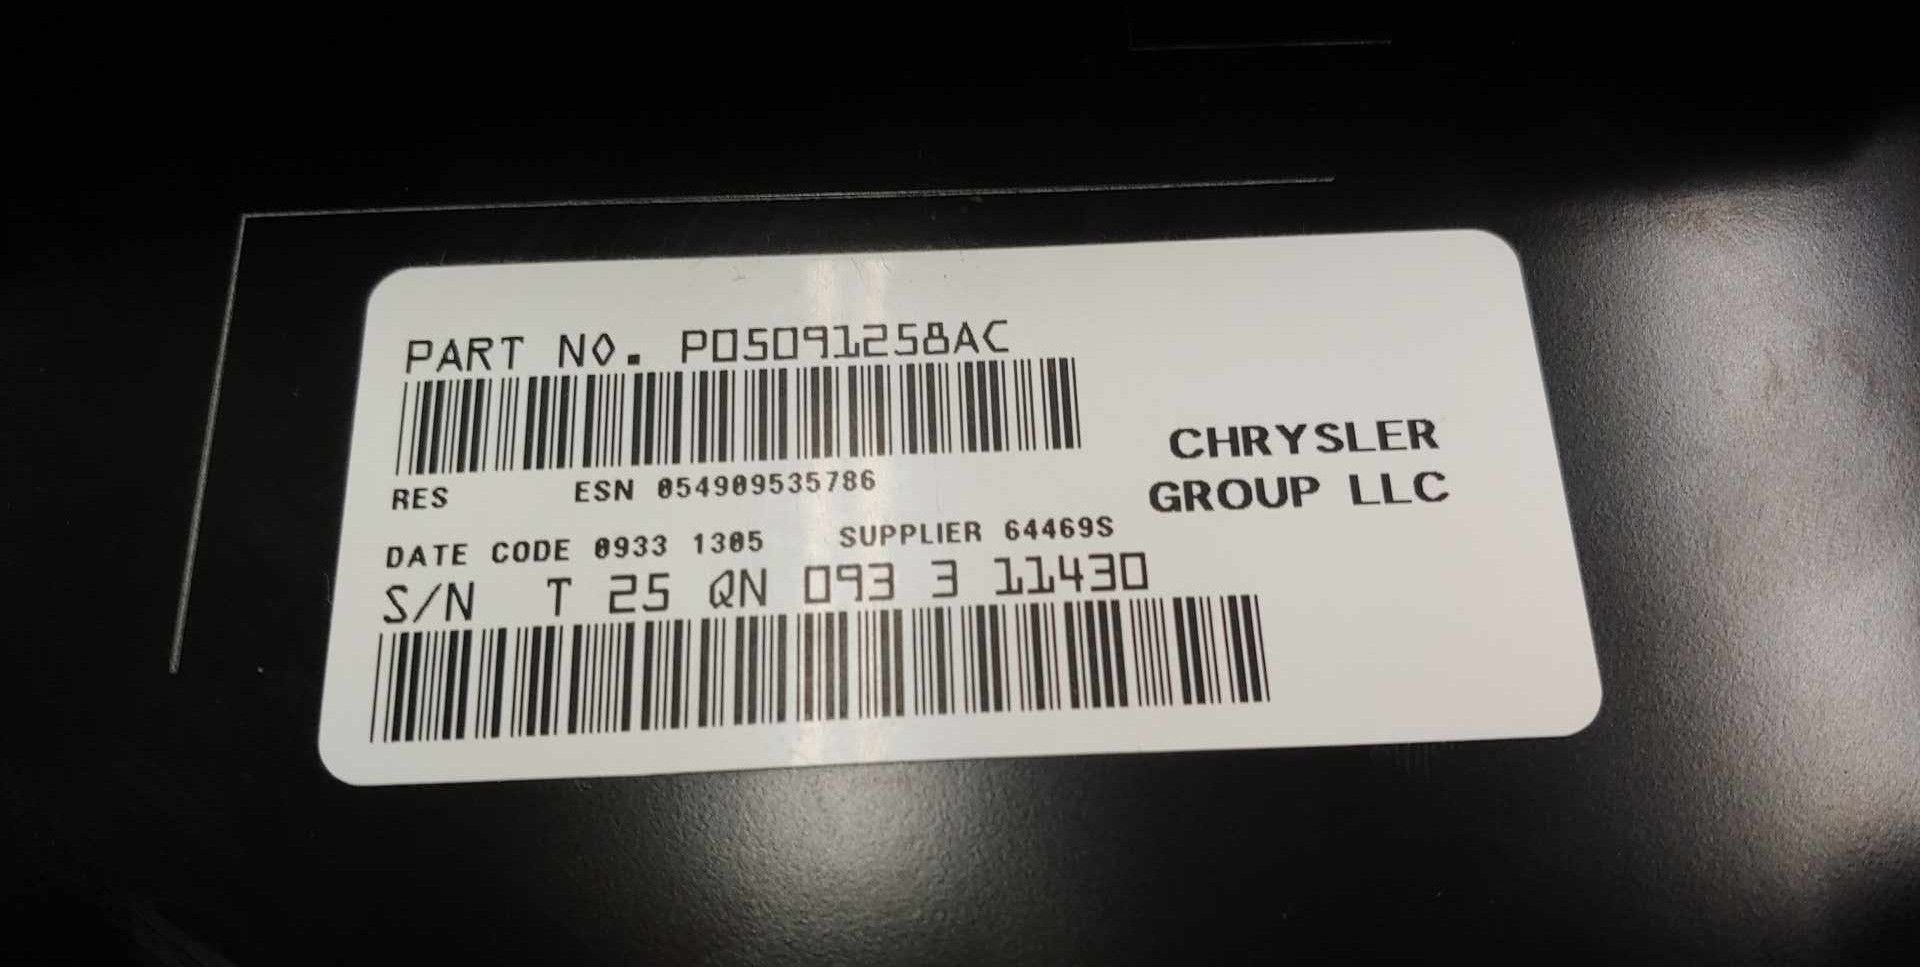 PART NO. P05091258AC
RES ESN 054909535786
CHRYSLER
GROUP LLC
DATE CODE 0933 1305 SUPPLIER 64469S
S/N T 25 QN 093 3 11430